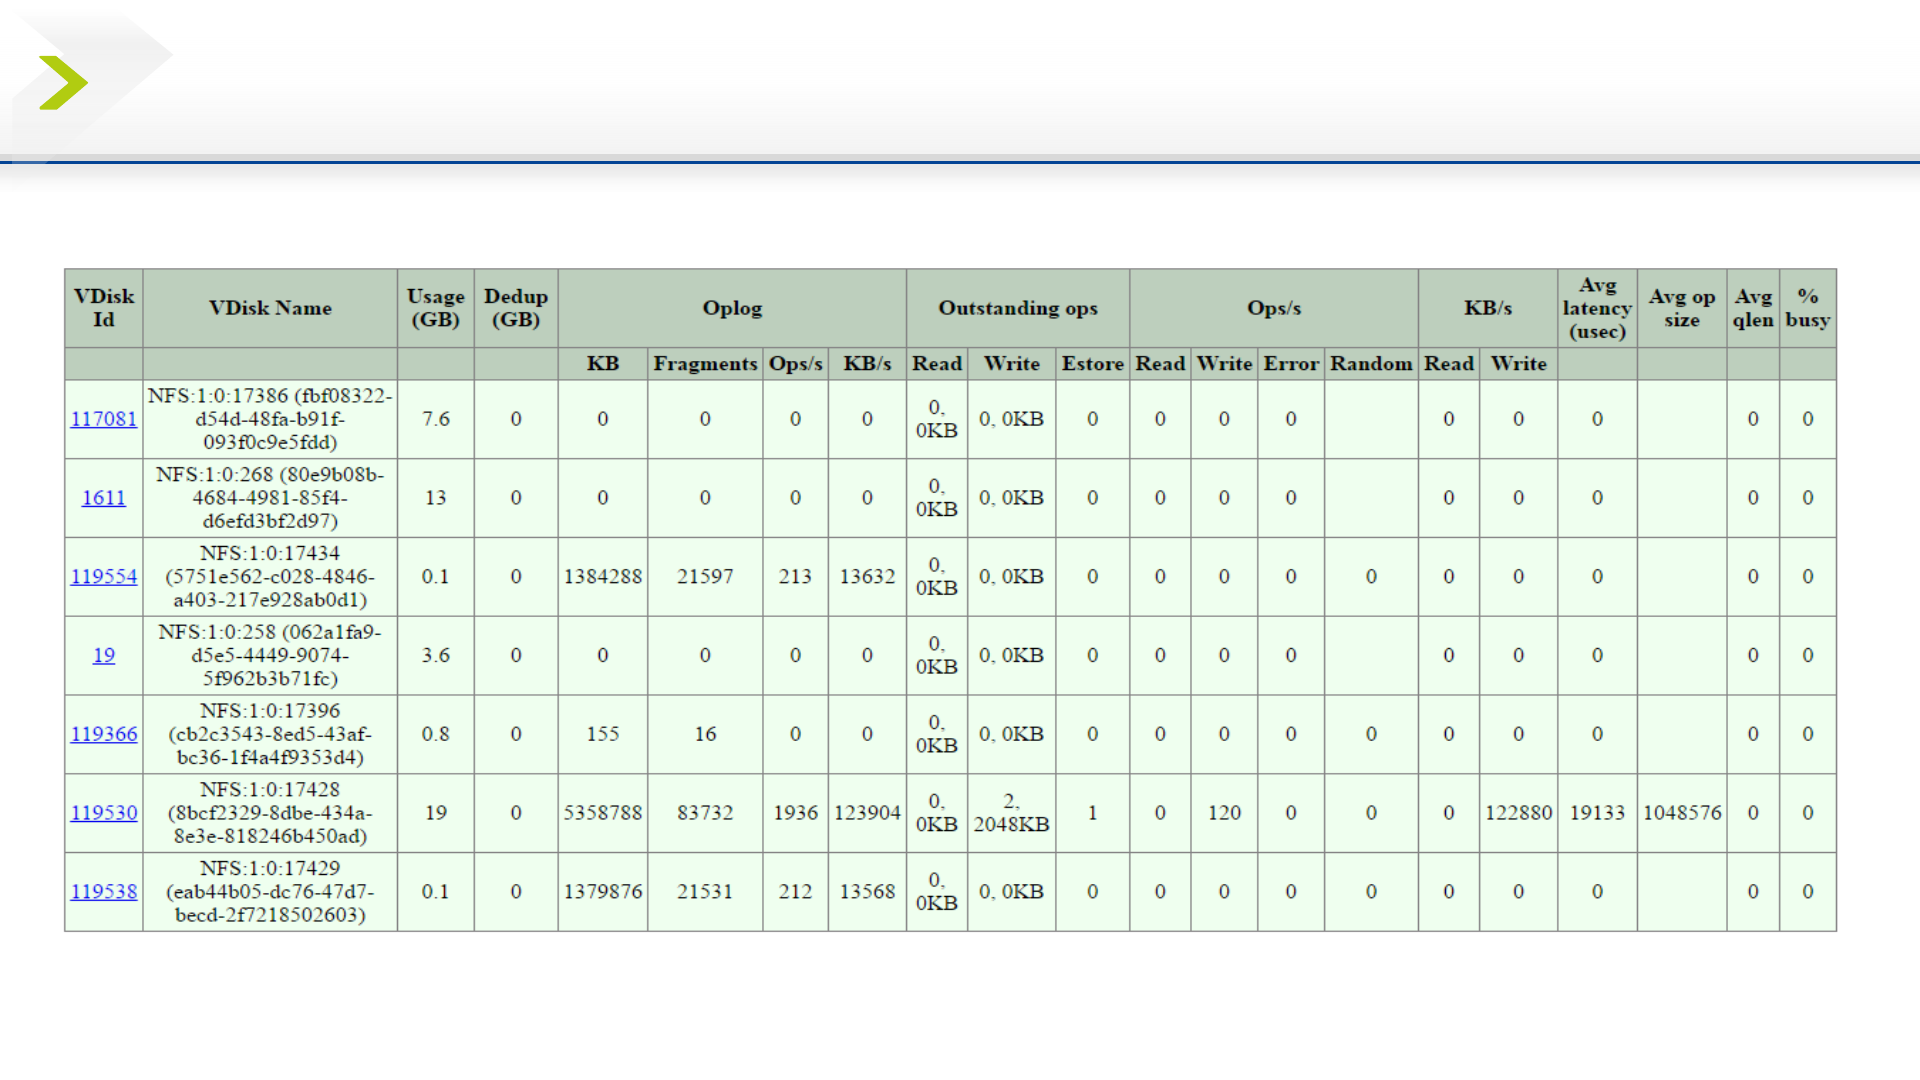 VDisk Id VDisk Name Usage (GB) Dedup (GB) Oplog Outstanding ops Ops/s KB/s Avg latency (usec) Avg op size Avg qlen % busy
KB Fragments Ops/s KB/s Read Write Estore Read Write Error Random Read Write
117081 NFS:1:0:17386 (fbf08322-d54d-48fa-b91f-093f0c9e5fdd) 7.6 0 0 0 0 0 0, 0KB 0, 0KB 0 0 0 0 0 0 0 0 0
1611 NFS:1:0:268 (80e9b08b-4684-4981-85f4-d6efd3bf2d97) 13 0 0 0 0 0 0, 0KB 0, 0KB 0 0 0 0 0 0 0 0 0
119554 NFS:1:0:17434 (5751e562-c028-4846-a403-217e928ab0d1) 0.1 0 1384288 21597 213 13632 0, 0KB 0, 0KB 0 0 0 0 0 0 0 0 0 0
19 NFS:1:0:258 (062a1fa9-d5e5-4449-9074-5f962b3b71fc) 3.6 0 0 0 0 0 0, 0KB 0, 0KB 0 0 0 0 0 0 0 0 0
119366 NFS:1:0:17396 (cb2c3543-8ed5-43af-bc36-1f4a4f9353d4) 0.8 0 155 16 0 0 0, 0KB 0, 0KB 0 0 0 0 0 0 0 0 0 0
119530 NFS:1:0:17428 (8bcf2329-8dbe-434a-8e3e-818246b450ad) 19 0 5358788 83732 1936 123904 0, 0KB 2, 2048KB 1 0 120 0 0 0 122880 19133 1048576 0 0
119538 NFS:1:0:17429 (eab44b05-dc76-47d7-becd-2f7218502603) 0.1 0 1379876 21531 212 13568 0, 0KB 0, 0KB 0 0 0 0 0 0 0 0 0 0